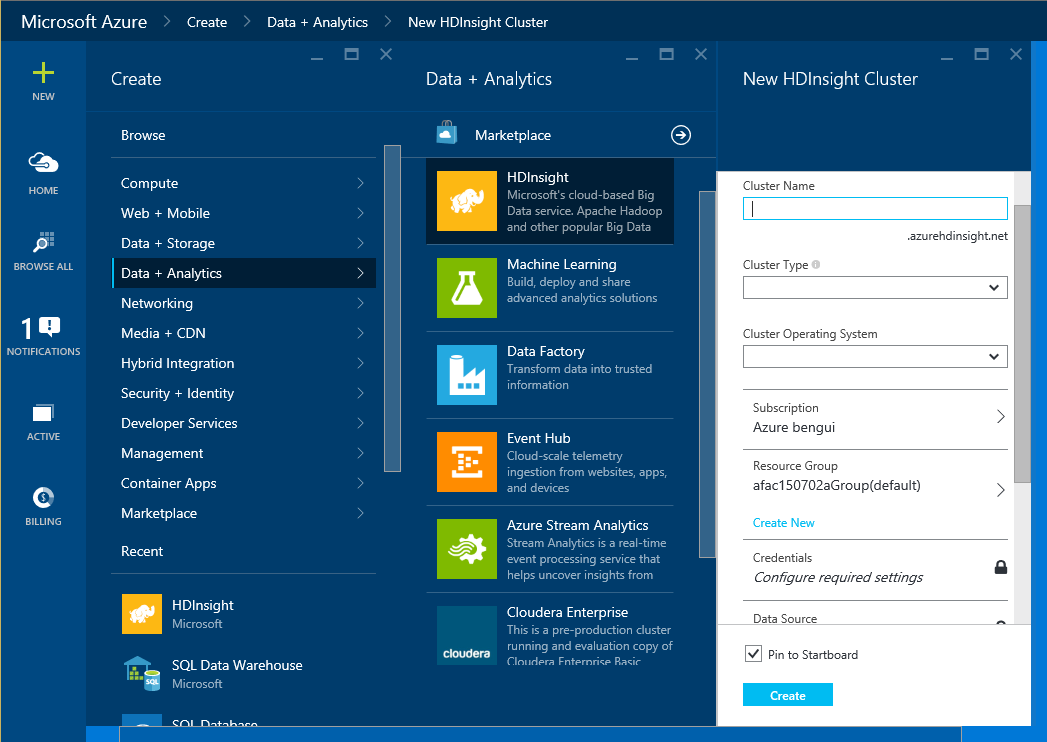 Microsoft Azure > Create > Data + Analytics > New HDInsight Cluster
NEW
HOME
BROWSE ALL
1
NOTIFICATIONS
ACTIVE
BILLING
Create
Browse
Compute
Web + Mobile
Data + Storage
Data + Analytics
Networking
Media + CDN
Hybrid Integration
Security + Identity
Developer Services
Management
Container Apps
Marketplace
Recent
HDInsight
Microsoft
SQL Data Warehouse
Microsoft
SQL Database
Data + Analytics
Marketplace
HDInsight
Microsoft's cloud-based Big
Data service. Apache Hadoop
and other popular Big Data
Machine Learning
Build, deploy and share
advanced analytics solutions
Data Factory
Transform data into trusted
information
Event Hub
Cloud-scale telemetry
ingestion from websites, apps,
and devices
Azure Stream Analytics
Stream Analytics is a real-time
event processing service that
helps uncover insights from
cloudera
Cloudera Enterprise
This is a pre-production cluster
running and evaluation copy of
Cloudera Enterprise Basic
New HDInsight Cluster
Cluster Name
.azurehdinsight.net
Cluster Type
Cluster Operating System
Subscription
Azure bengui
Resource Group
afac150702aGroup(default)
Create New
Credentials
Configure required settings
Data Source
Pin to Startboard
Create